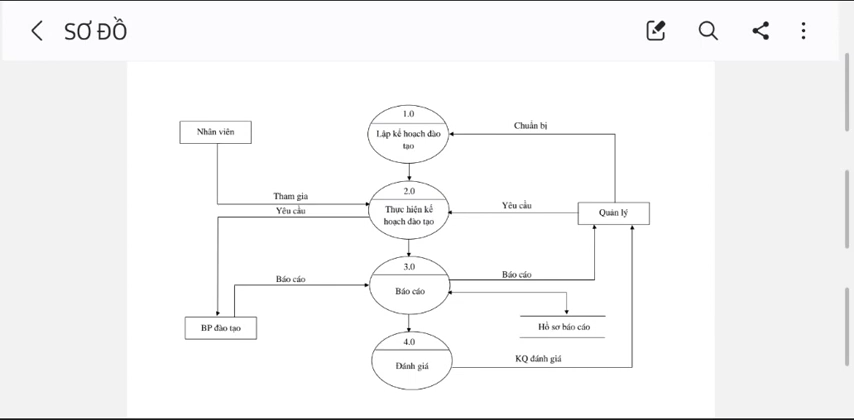 SƠ ĐỒ
1.0
Lập kế hoạch đào
tạo
Nhân viên
Chuẩn bị
2.0
Thực hiện kế
hoạch đào tạo
Tham gia
Yêu cầu
Yêu cầu
Quản lý
3.0
Báo cáo
Báo cáo
Báo cáo
BP đào tạo
Hồ sơ báo cáo
4.0
Đánh giá
KQ đánh giá